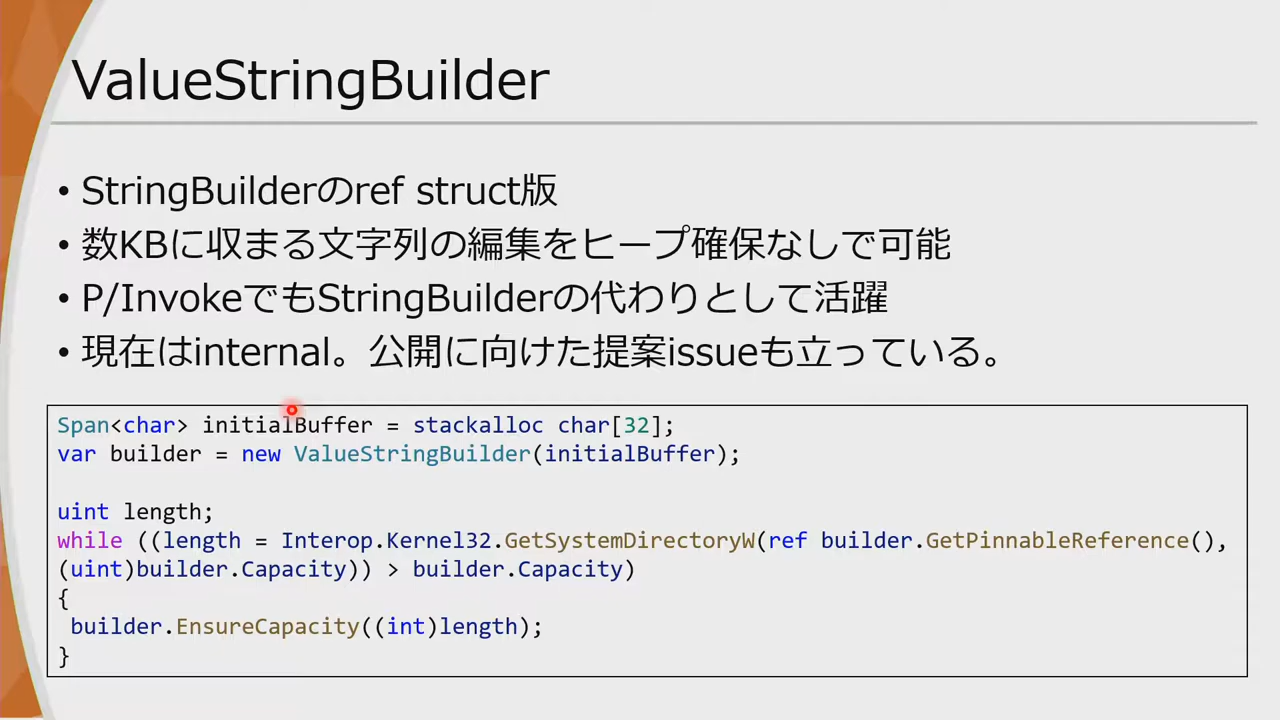 ValueStringBuilder
• StringBuilderのref struct版
• 数KBに収まる文字列の編集をヒープ確保なしで可能
• P/InvokeでもStringBuilderの代わりとして活躍
• 現在はinternal。公開に向けた提案issueも立っている。
Span<char> initialBuffer = stackalloc char[32];
var builder = new ValueStringBuilder(initialBuffer);
uint length;
while ((length = Interop.Kernel32.GetSystemDirectoryW(ref builder.GetPinnableReference(),
(uint)builder.Capacity)) > builder.Capacity)
{
builder.EnsureCapacity((int)length);
}